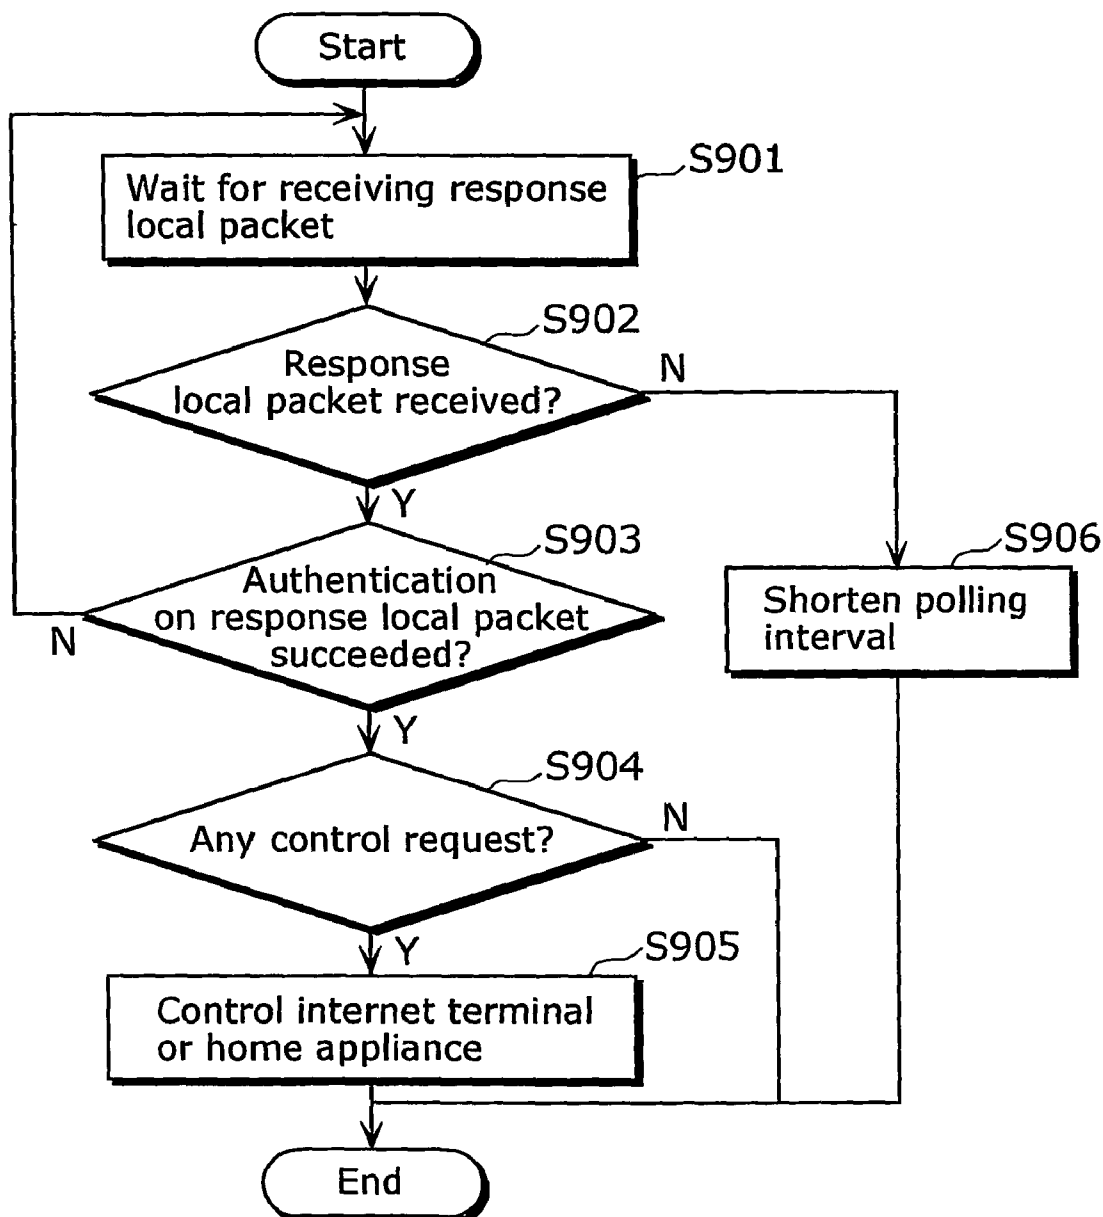 Start
S901
Wait for receiving response
local packet
S902
Response
local packet received?
N
Y
S903
Authentication
on response local packet
succeeded?
N
S906
Shorten polling
interval
Y
S904
Any control request?
N
Y
S905
Control internet terminal
or home appliance
End